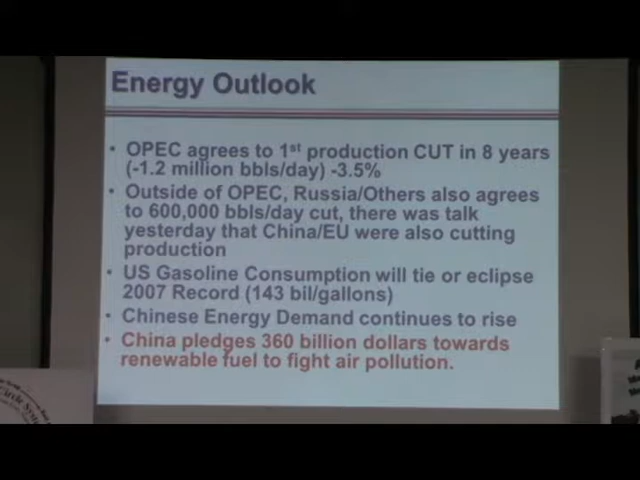 Energy Outlook
• OPEC agrees to 1st production CUT in 8 years
(-1.2 million bbls/day) -3.5%
• Outside of OPEC, Russia/Others also agrees
to 600,000 bbls/day cut, there was talk
yesterday that China/EU were also cutting
production
• US Gasoline Consumption will tie or eclipse
2007 Record (143 bil/gallons)
• Chinese Energy Demand continues to rise
• China pledges 360 billion dollars towards
renewable fuel to fight air pollution.